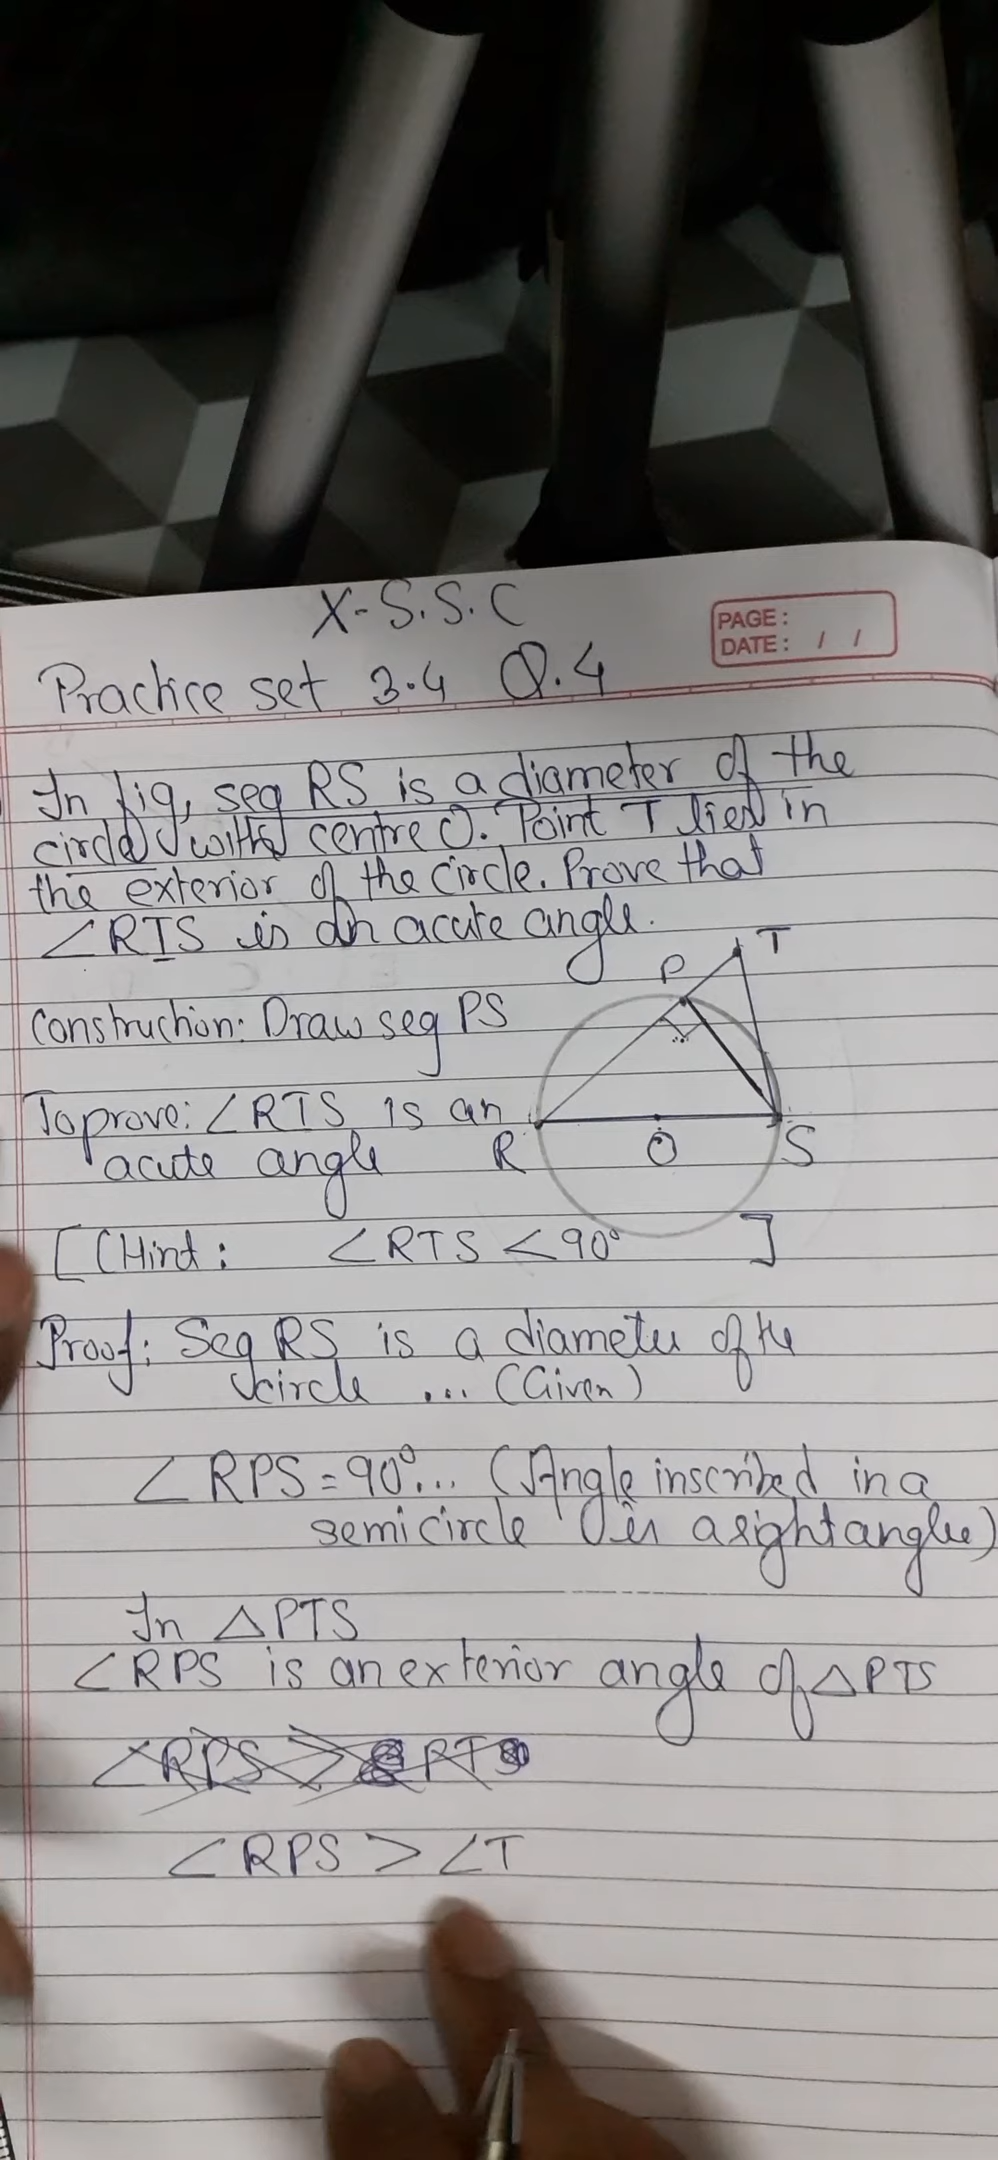 X-S.S.C
PAGE:
DATE: / /
Practice set 3.4 Q.4
In fig, seg RS is a diameter of the
circle with centre O. Point T lies in
the exterior of the circle. Prove that
∠RTS is an acute angle.
T
P
Construction: Draw seg PS
To prove: ∠RTS is an
acute angle
R O S
[(Hint: ∠RTS < 90° ]
Proof: Seg RS is a diameter of the
circle ... (Given)
∠RPS = 90°... (Angle inscribed in a
semicircle is a right angle)
In △PTS
∠RPS is an exterior angle of △PTS
∠RPS > ∠T